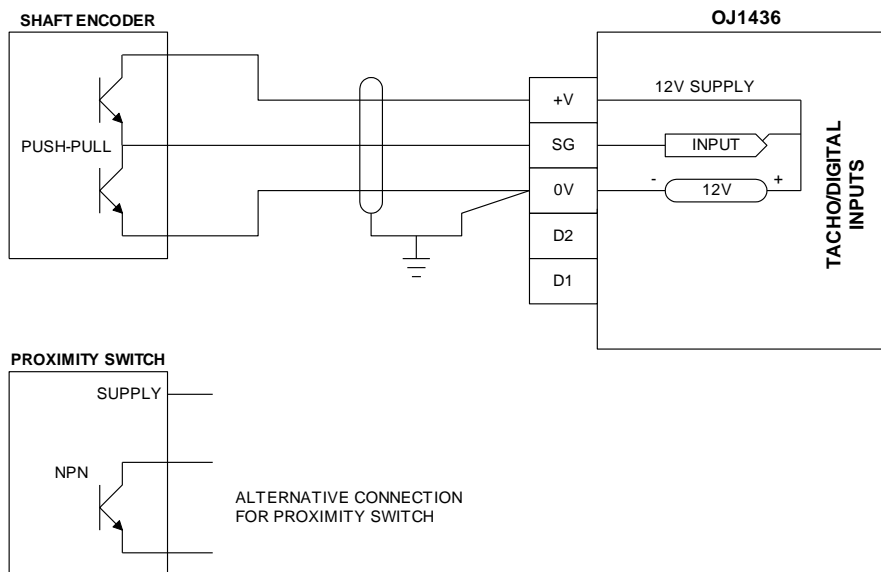 SHAFT ENCODER
OJ1436
+V
12V SUPPLY
PUSH-PULL
SG
INPUT
0V
- 12V +
D2
D1
TACHO/DIGITAL
INPUTS
PROXIMITY SWITCH
SUPPLY
NPN
ALTERNATIVE CONNECTION
FOR PROXIMITY SWITCH